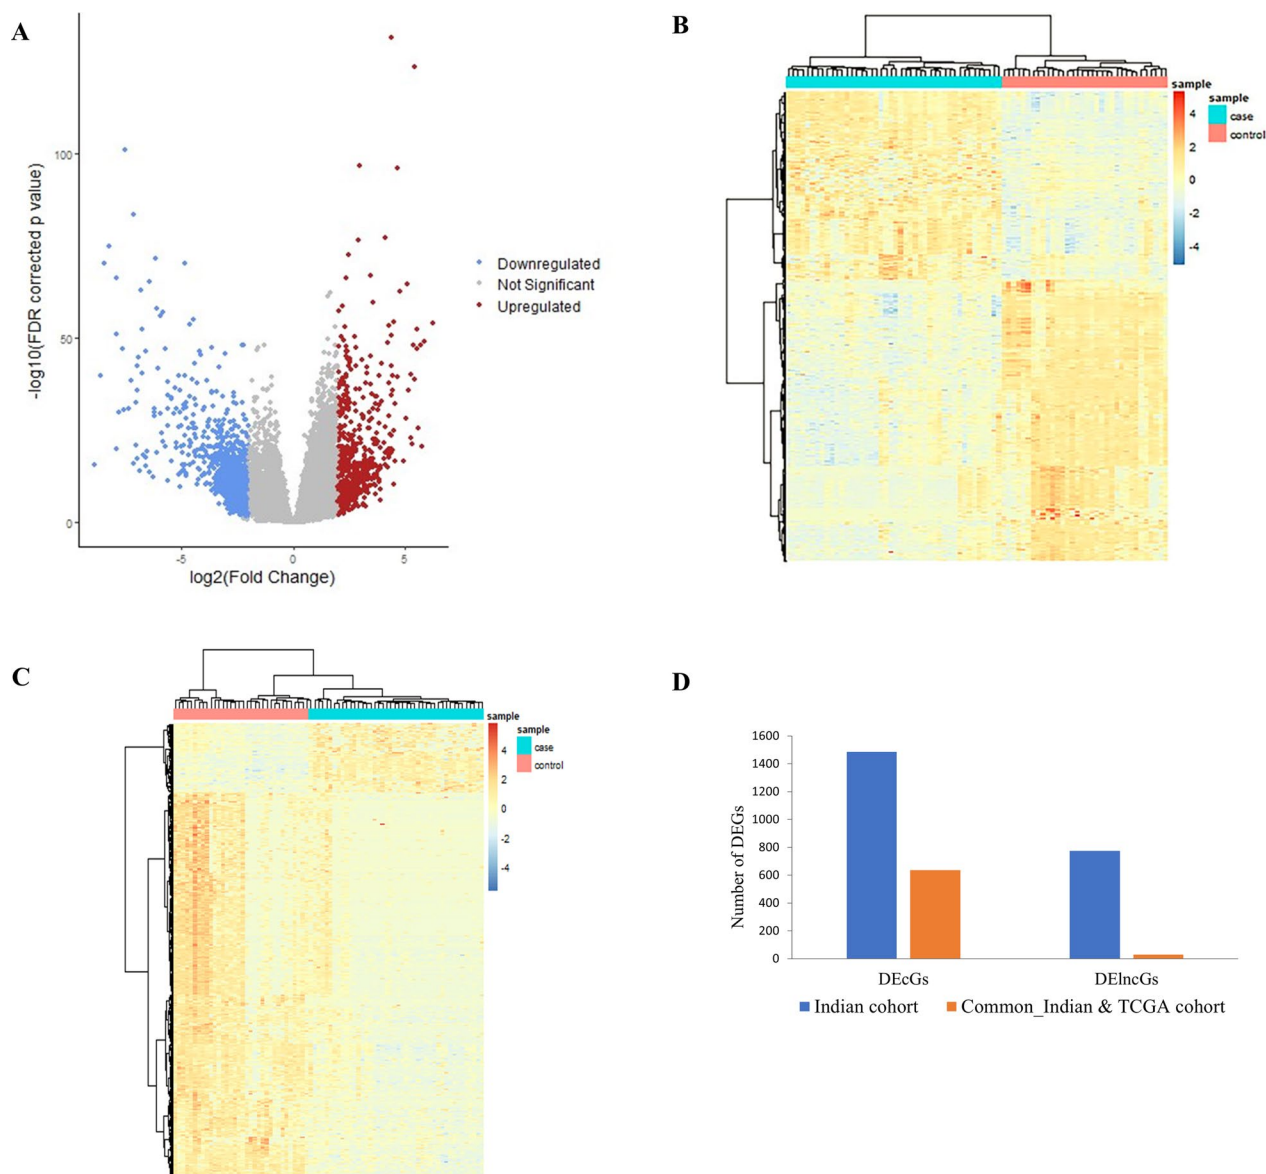 A
-log10(FDR corrected p value)
100
50
0
-5
0
5
log2(Fold Change)
Downregulated
Not Significant
Upregulated
B
sample
4
2
0
-2
-4
sample
case
control
C
sample
4
2
0
-2
-4
sample
case
control
D
Number of DEGs
1600
1400
1200
1000
800
600
400
200
0
DEcGs
DElncGs
Indian cohort
Common_Indian & TCGA cohort